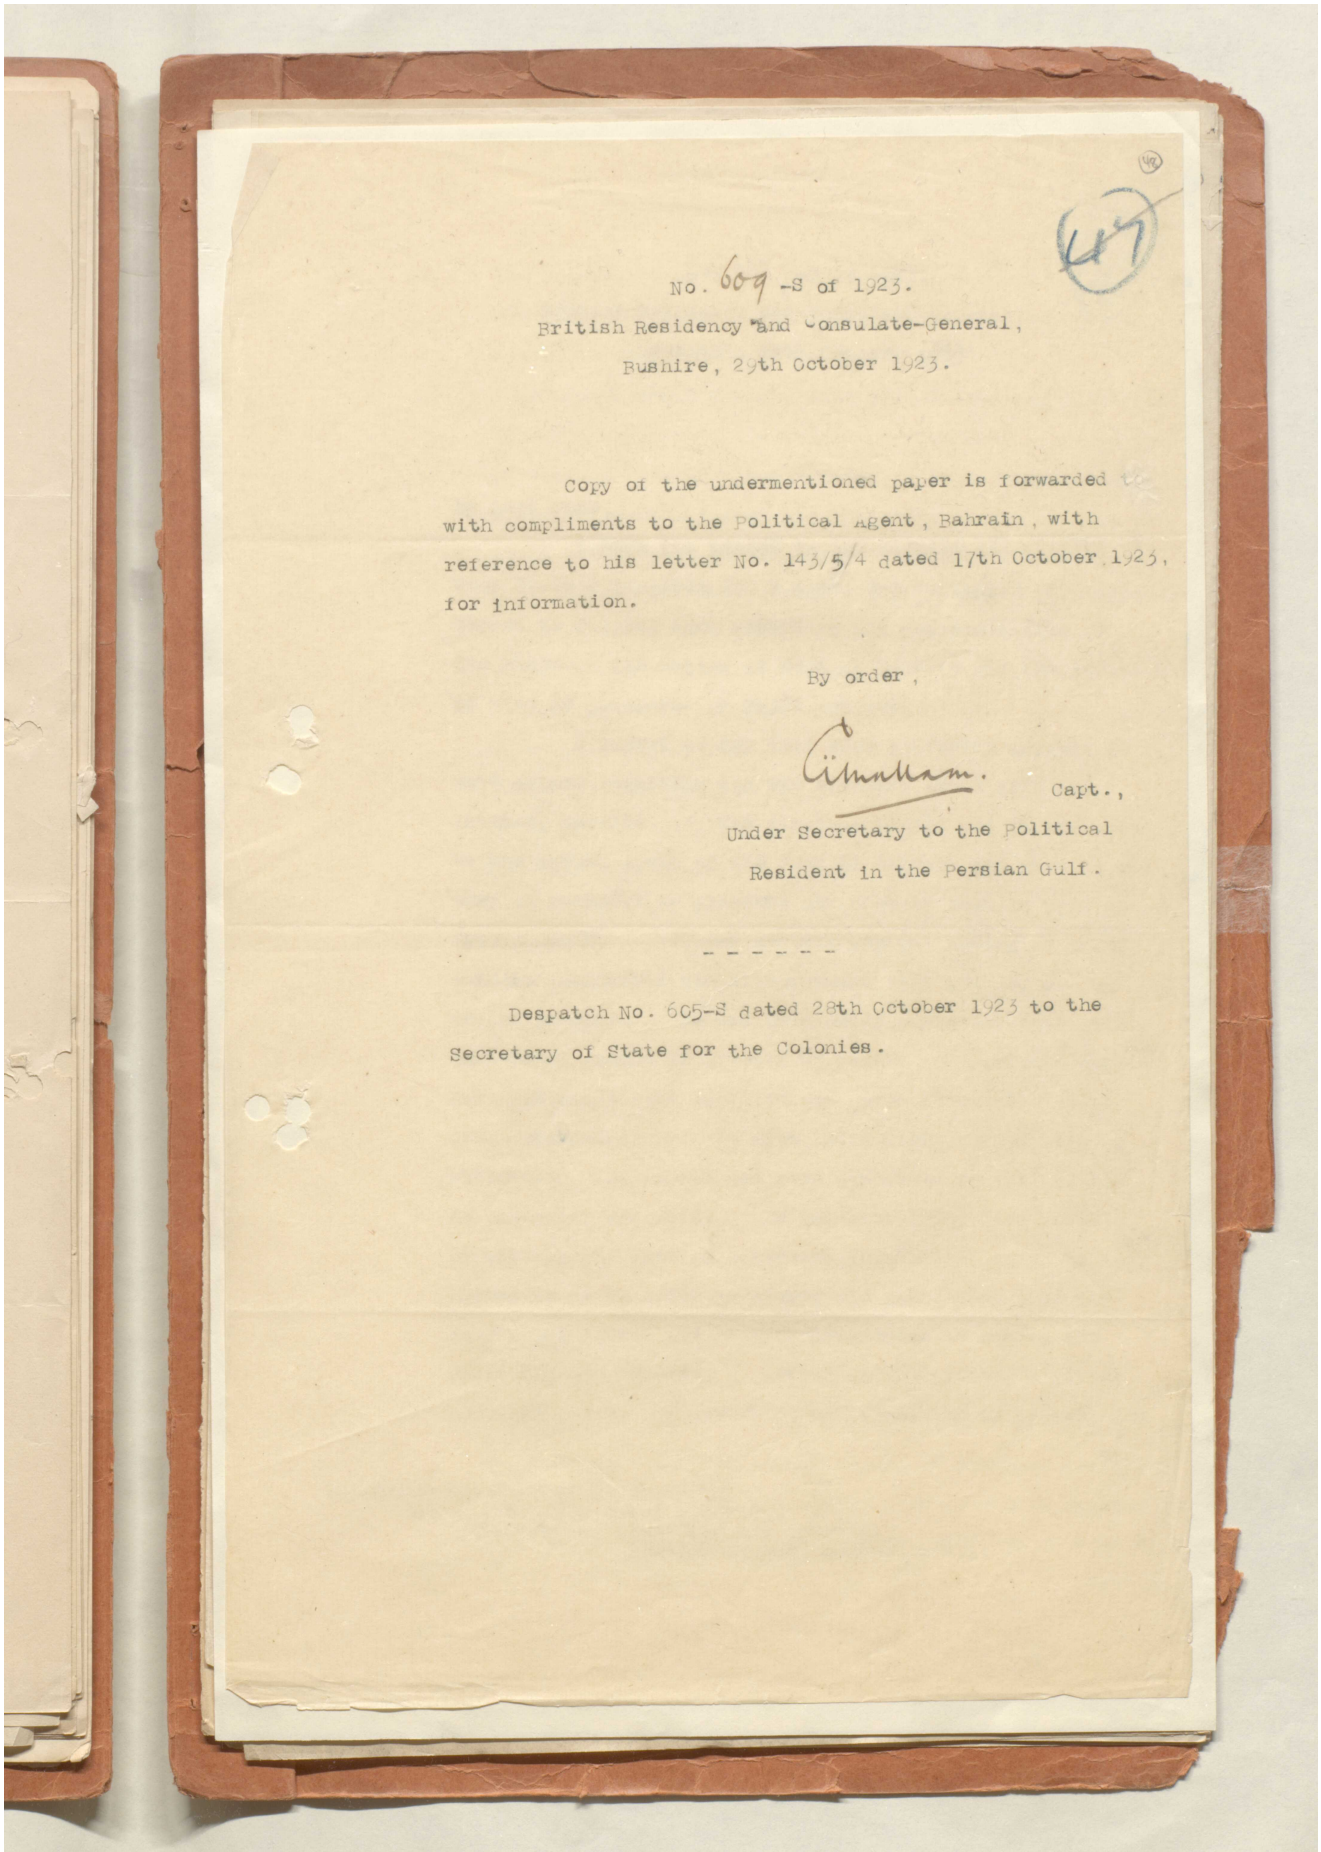 42
47
No. 609 -S of 1923.
British Residency and Consulate-General,
Bushire, 29th October 1923.
Copy of the undermentioned paper is forwarded to
with compliments to the Political Agent, Bahrain, with
reference to his letter No. 143/5/4 dated 17th October 1923,
for information.
By order,
Capt.,
Under Secretary to the Political
Resident in the Persian Gulf.
- - - - - -
Despatch No. 605-S dated 28th October 1923 to the
Secretary of State for the Colonies.